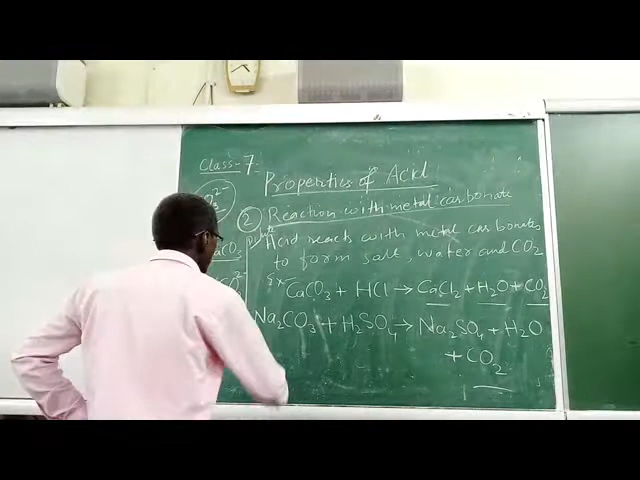 Class-7
Properties of Acid
② Reaction with metal carbonate
Acid reacts with metal carbonates
to form salt, water and CO2
Ex
CaCO3 + HCl → CaCl2 + H2O + CO2
Na2CO3 + H2SO4 → Na2SO4 + H2O
+ CO2